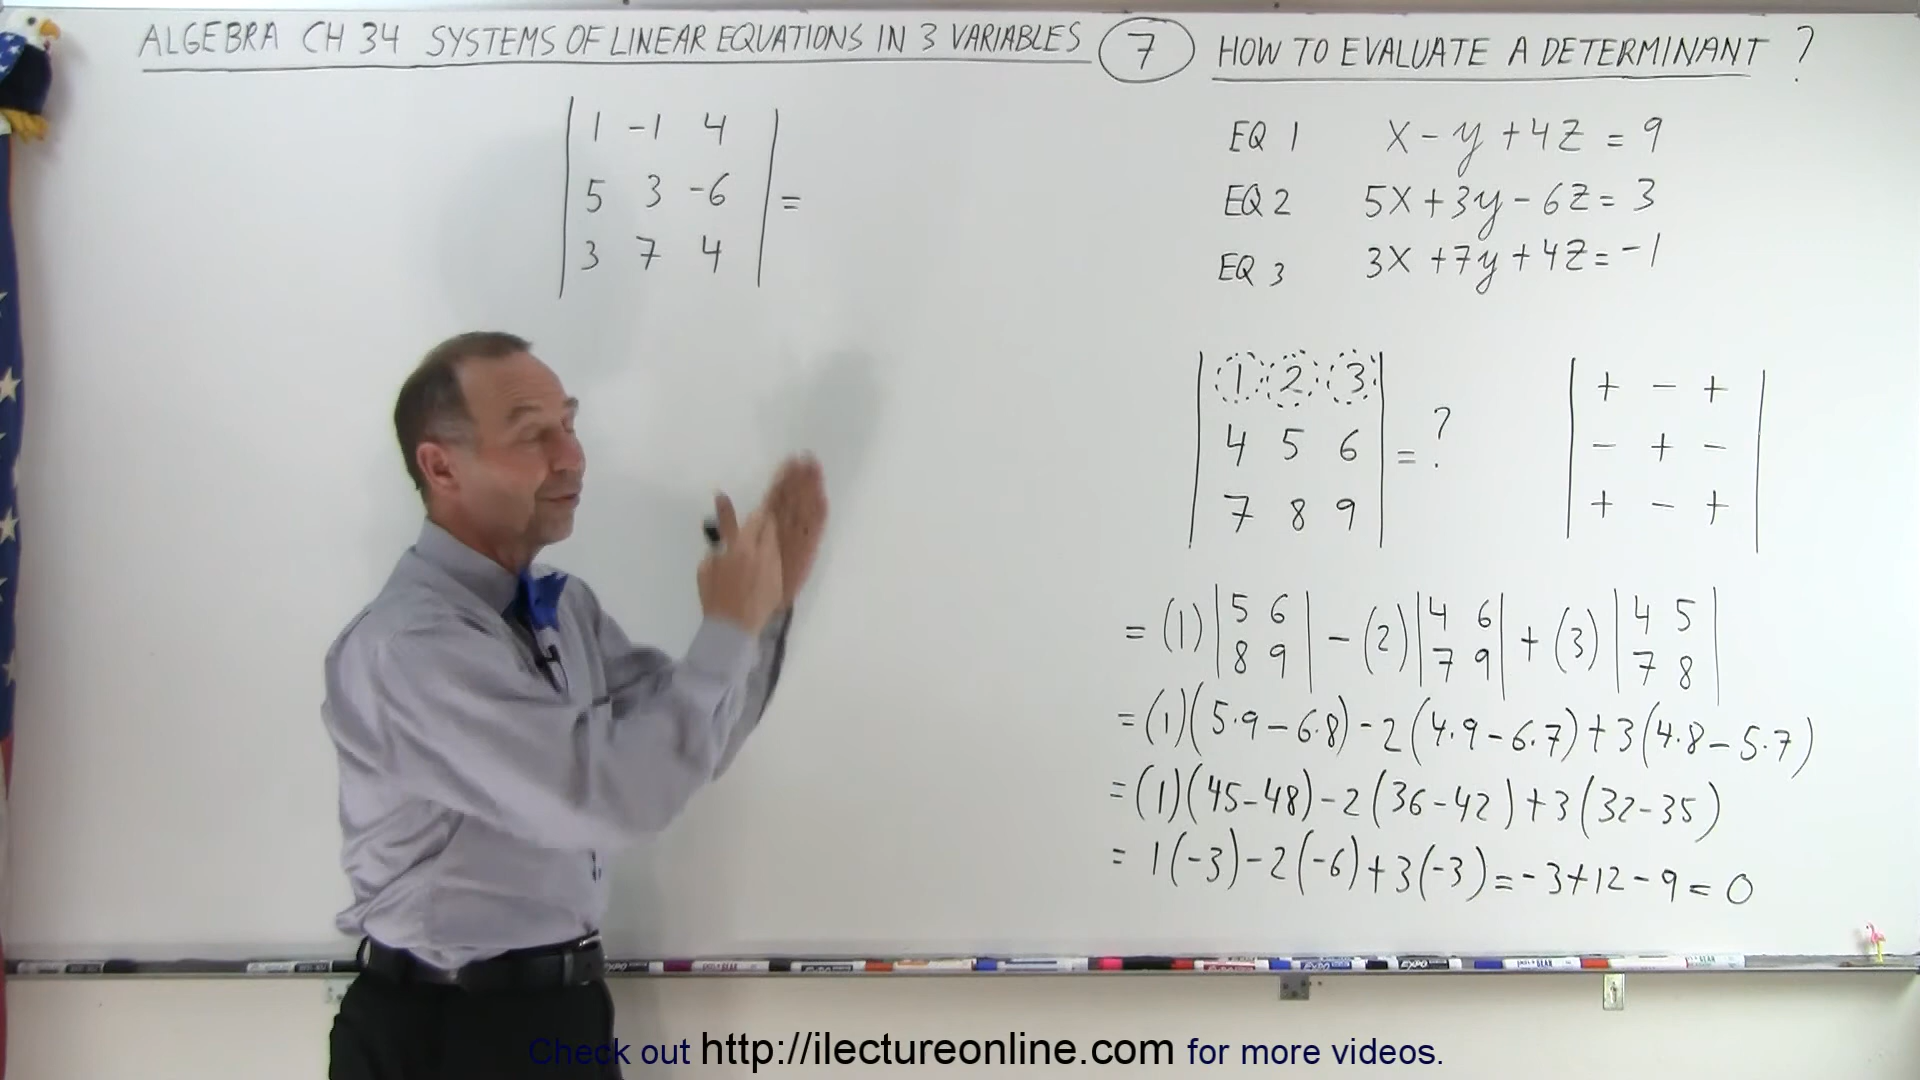 ALGEBRA CH 34 SYSTEMS OF LINEAR EQUATIONS IN 3 VARIABLES 7 HOW TO EVALUATE A DETERMINANT ?
| 1 -1 4 |
| 5 3 -6 | =
| 3 7 4 |
EQ 1 X - y + 4Z = 9
EQ 2 5X + 3y - 6Z = 3
EQ 3 3X + 7y + 4Z = -1
| 1 2 3 |
| 4 5 6 | = ?
| 7 8 9 |
| + - + |
| - + - |
| + - + |
= (1) | 5 6 | - (2) | 4 6 | + (3) | 4 5 |
| 8 9 | | 7 9 | | 7 8 |
= (1)(5·9 - 6·8) - 2(4·9 - 6·7) + 3(4·8 - 5·7)
= (1)(45 - 48) - 2(36 - 42) + 3(32 - 35)
= 1(-3) - 2(-6) + 3(-3) = -3 + 12 - 9 = 0
Check out http://ilectureonline.com for more videos.